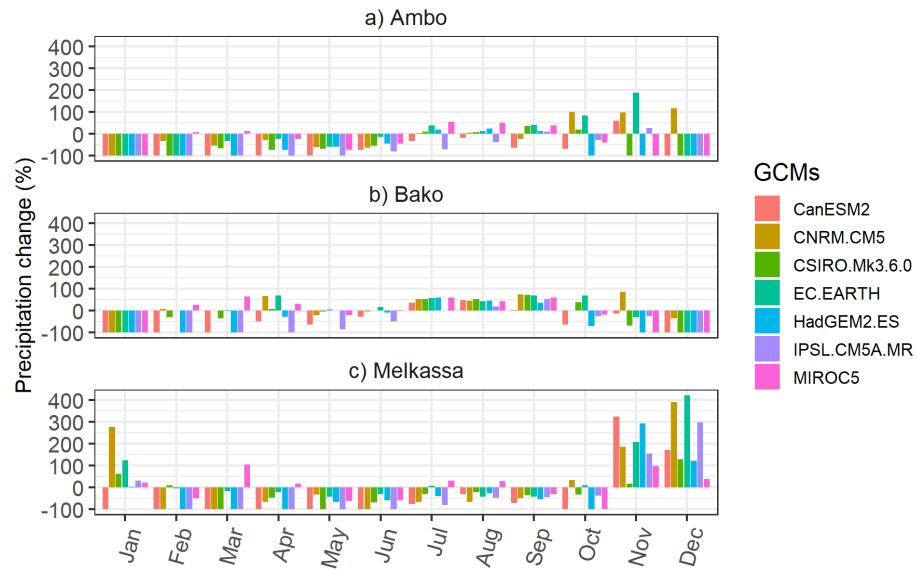 a) Ambo
400
300
200
100
0
-100
b) Bako
400
300
200
100
0
-100
c) Melkassa
400
300
200
100
0
-100
Jan Feb Mar Apr May Jun Jul Aug Sep Oct Nov Dec
Precipitation change (%)
GCMs
CanESM2
CNRM.CM5
CSIRO.Mk3.6.0
EC.EARTH
HadGEM2.ES
IPSL.CM5A.MR
MIROC5